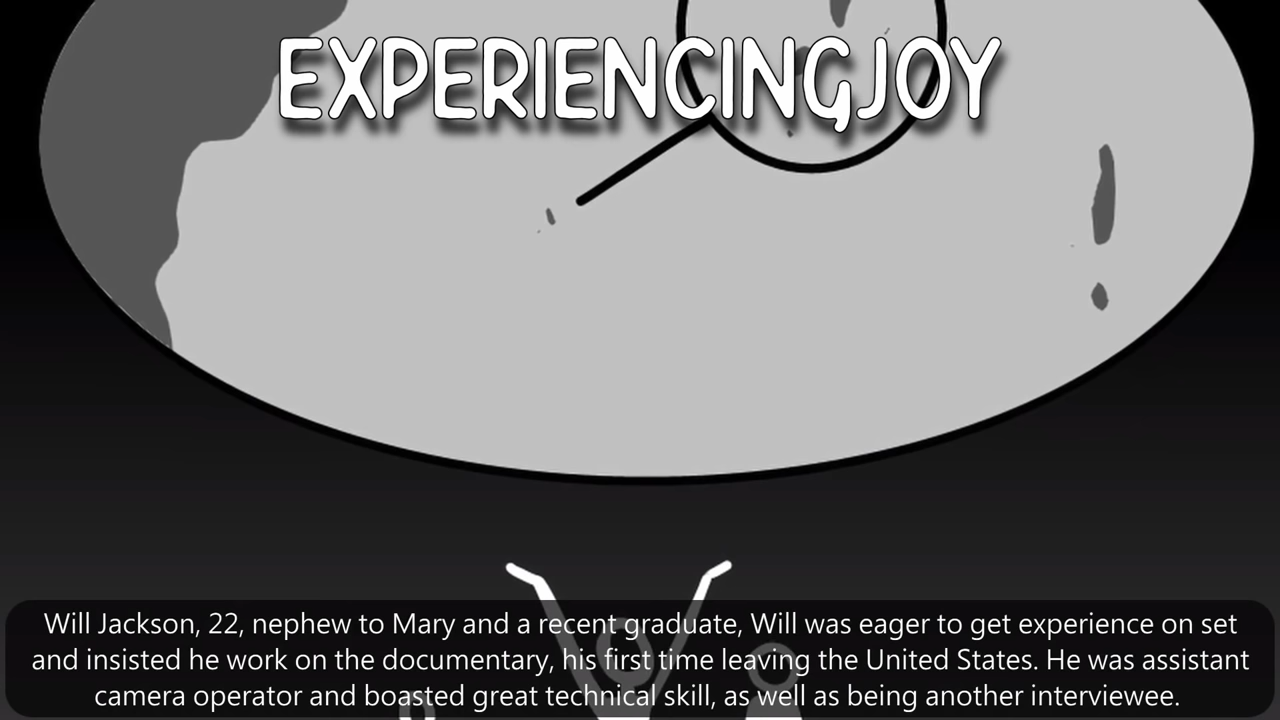 EXPERIENCINGJOY
Will Jackson, 22, nephew to Mary and a recent graduate, Will was eager to get experience on set
and insisted he work on the documentary, his first time leaving the United States. He was assistant
camera operator and boasted great technical skill, as well as being another interviewee.